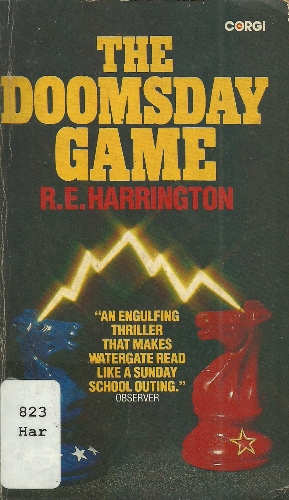 CORGI
THE
DOOMSDAY
GAME
R.E.HARRINGTON
"AN ENGULFING
THRILLER
THAT MAKES
WATERGATE READ
LIKE A SUNDAY
SCHOOL OUTING."
OBSERVER
823
Har